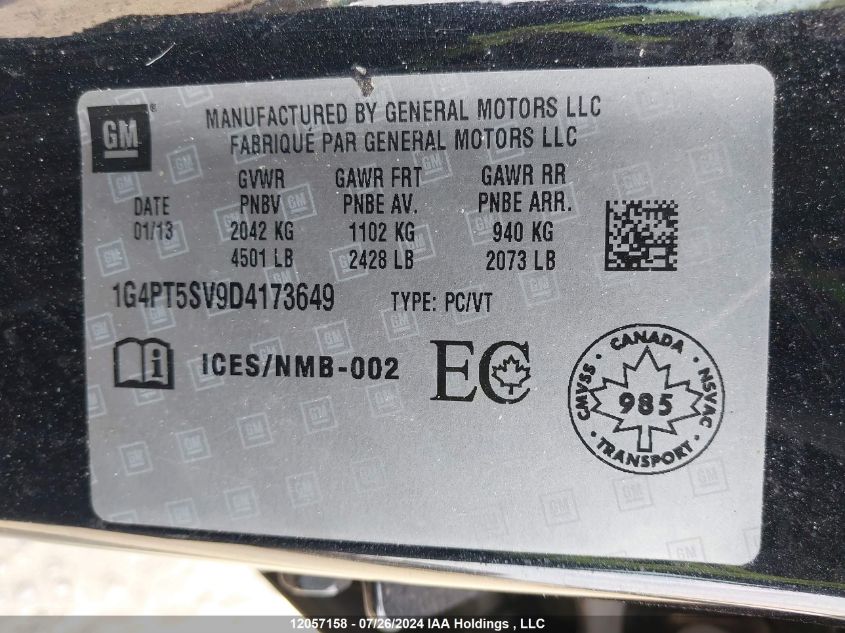 GM ®
MANUFACTURED BY GENERAL MOTORS LLC
FABRIQUÉ PAR GENERAL MOTORS LLC
GVWR GAWR FRT GAWR RR
DATE PNBV PNBE AV. PNBE ARR.
01/13 2042 KG 1102 KG 940 KG
4501 LB 2428 LB 2073 LB
1G4PT5SV9D4173649 TYPE: PC/VT
ICES/NMB-002 EC
CMVSS · CANADA · NSVAC
985
· TRANSPORT ·
12057158 - 07/26/2024 IAA Holdings , LLC